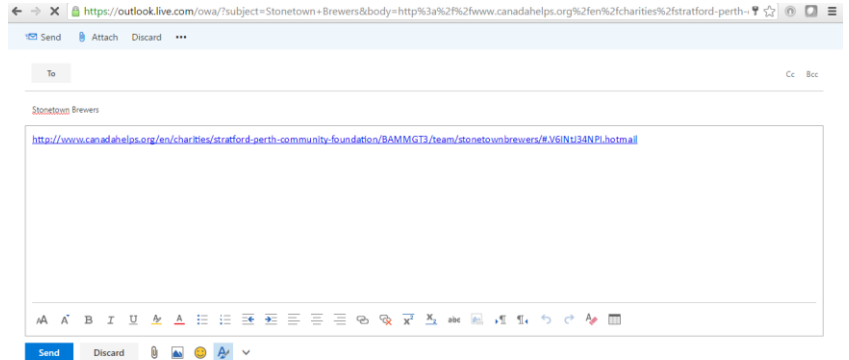 https://outlook.live.com/owa/?subject=Stonetown+Brewers&body=http%3a%2f%2fwww.canadahelps.org%2fen%2fcharities%2fstratford-perth-
Send Attach Discard •••
To Cc Bcc
Stonetown Brewers
http://www.canadahelps.org/en/charities/stratford-perth-community-foundation/BAMMGT3/team/stonetownbrewers/#.V6INtJ34NPI.hotmail
AA A B I U A A abc A
Send Discard